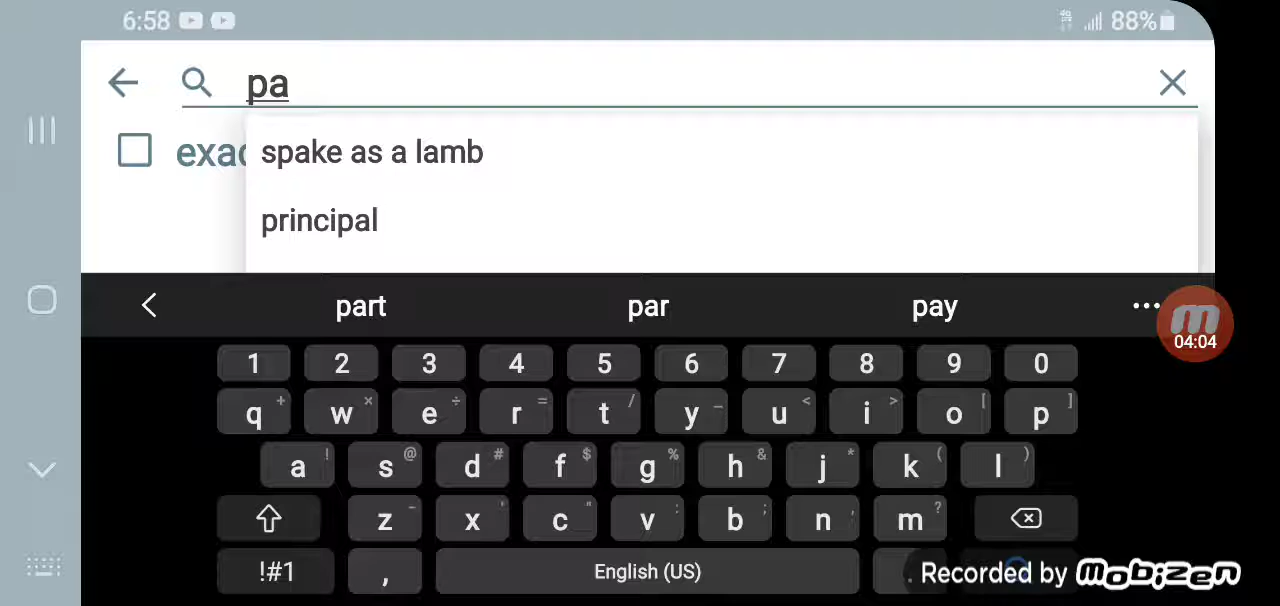 6:58 88%
pa
exac
spake as a lamb
principal
part par pay
04:04
1 2 3 4 5 6 7 8 9 0
q + w × e ÷ r = t / y _ u < i > o [ p ]
a ! s @ d # f $ g % h & j * k ( l )
z - x ' c " v : b ; n , m ?
!#1 , English (US) .
Recorded by Mobizen